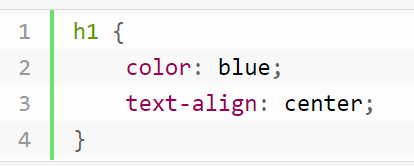 1 h1 {
2     color: blue;
3     text-align: center;
4 }